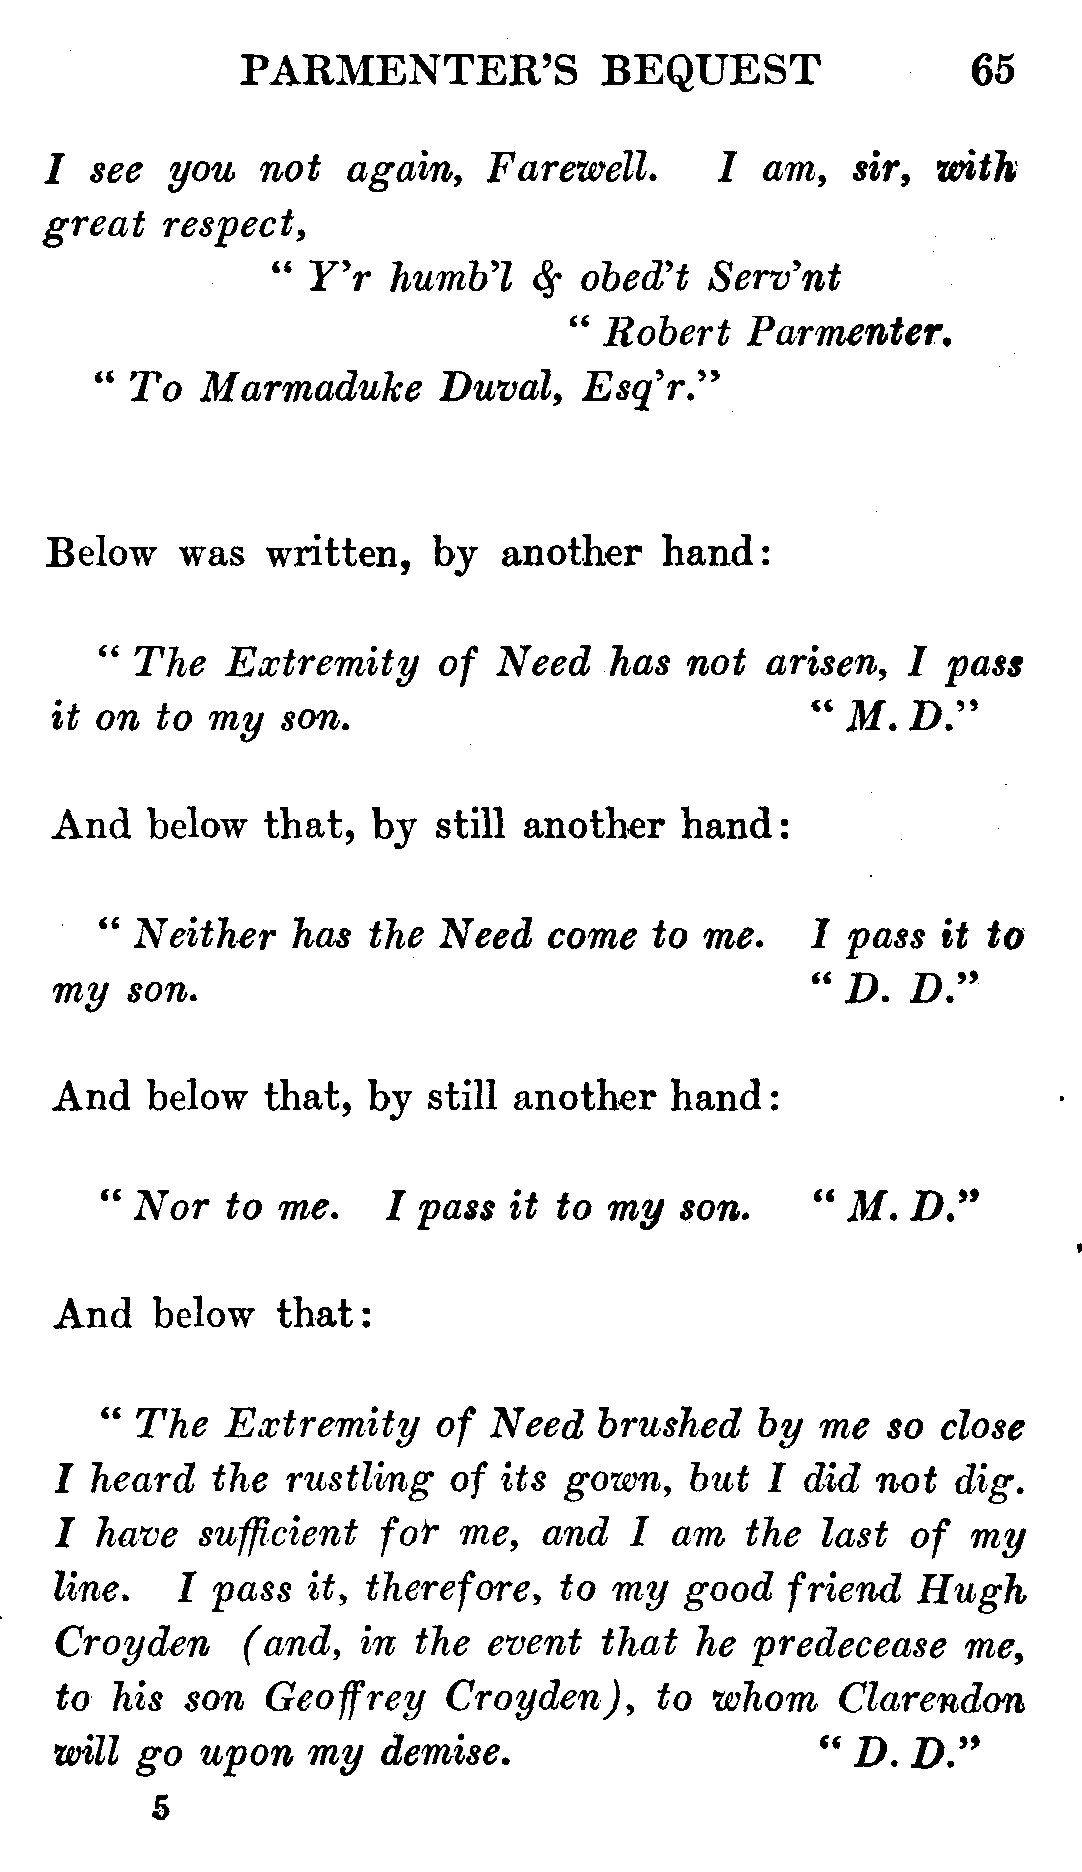 PARMENTER'S BEQUEST 65
I see you not again, Farewell. I am, sir, with
great respect,
" Y'r humb'l & obed't Serv'nt
" Robert Parmenter.
" To Marmaduke Duval, Esq'r."
Below was written, by another hand:
" The Extremity of Need has not arisen, I pass
it on to my son. " M. D."
And below that, by still another hand:
" Neither has the Need come to me. I pass it to
my son. " D. D."
And below that, by still another hand:
" Nor to me. I pass it to my son. " M. D."
And below that:
" The Extremity of Need brushed by me so close
I heard the rustling of its gown, but I did not dig.
I have sufficient for me, and I am the last of my
line. I pass it, therefore, to my good friend Hugh
Croyden (and, in the event that he predecease me,
to his son Geoffrey Croyden), to whom Clarendon
will go upon my demise. " D. D."
5